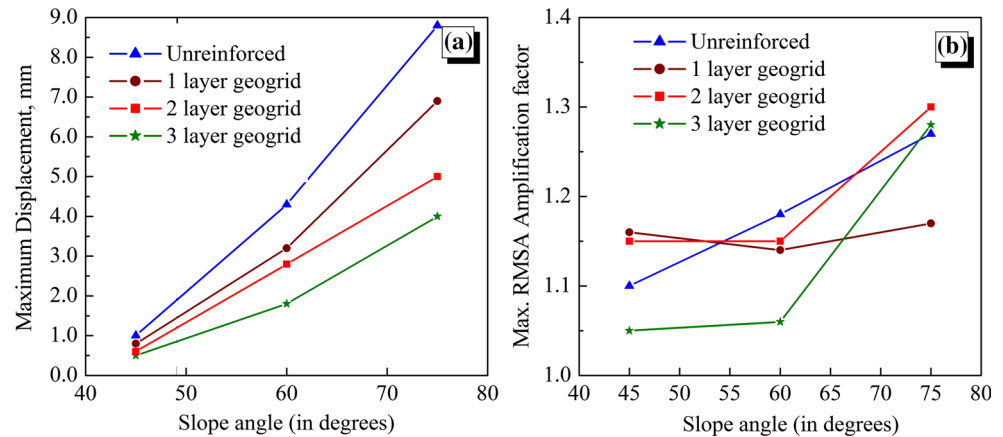 (a)
Unreinforced
1 layer geogrid
2 layer geogrid
3 layer geogrid
Maximum Displacement, mm
9.0
8.0
7.0
6.0
5.0
4.0
3.0
2.0
1.0
0.0
40 50 60 70 80
Slope angle (in degrees)
(b)
Unreinforced
1 layer geogrid
2 layer geogrid
3 layer geogrid
Max. RMSA Amplification factor
1.4
1.3
1.2
1.1
1.0
40 45 50 55 60 65 70 75 80
Slope angle (in degrees)